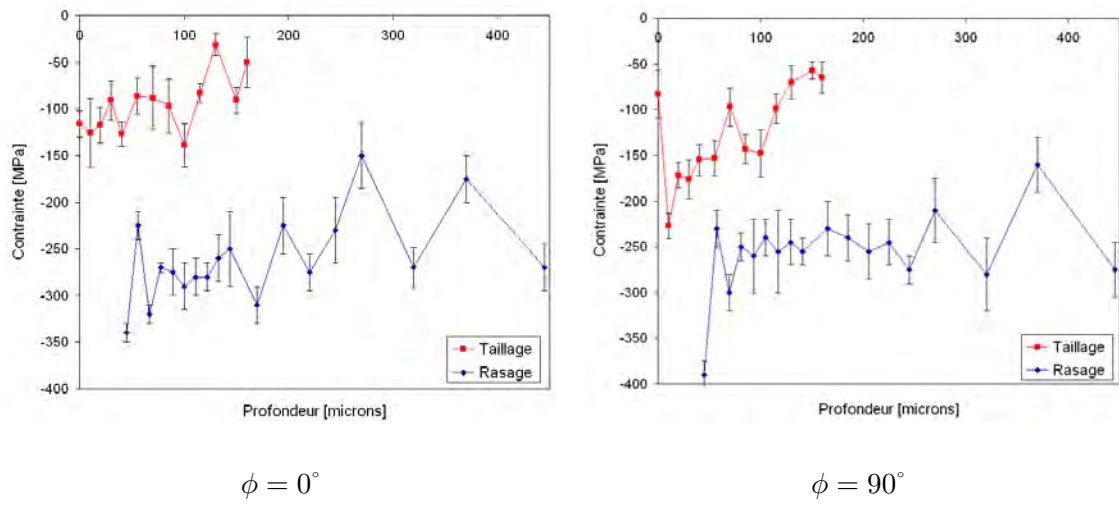 0
0
100
200
300
400
-50
-100
-150
-200
-250
-300
-350
-400
Contrainte [MPa]
Taillage
Rasage
Profondeur [microns]
ϕ = 0°
0
0
100
200
300
400
-50
-100
-150
-200
-250
-300
-350
-400
Contrainte [MPa]
Taillage
Rasage
Profondeur [microns]
ϕ = 90°